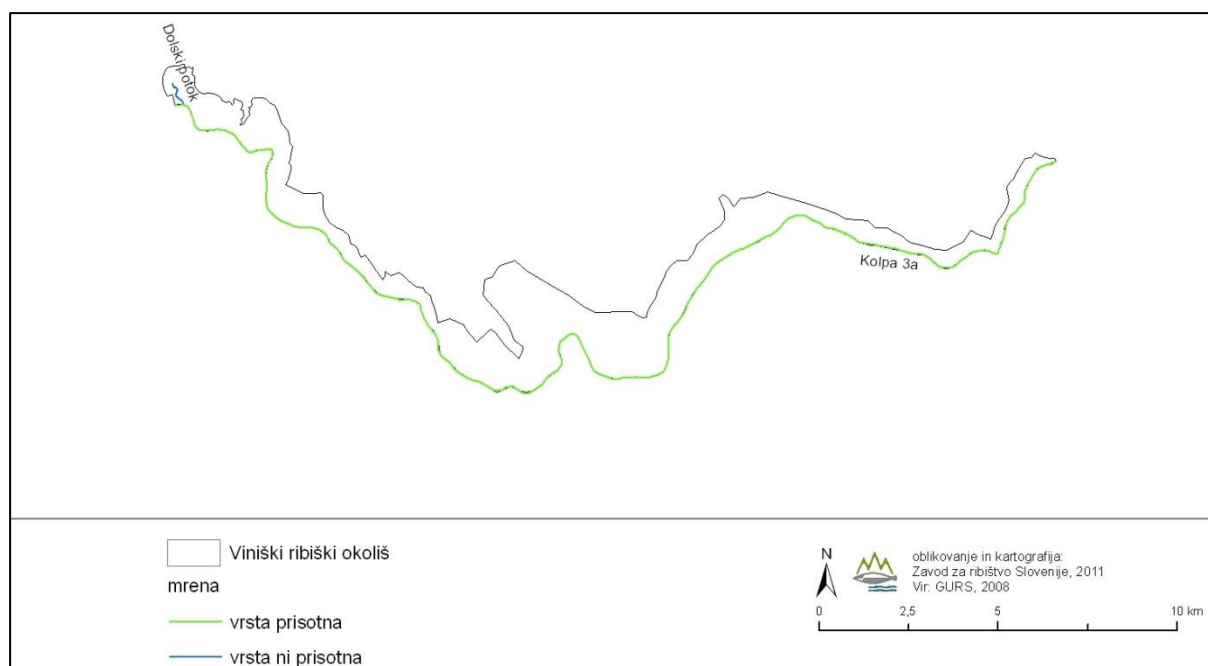 Dolski potok
Kolpa 3a
Viniški ribiški okoliš
mrena
vrsta prisotna
vrsta ni prisotna
N
oblikovanje in kartografija:
Zavod za ribištvo Slovenije, 2011
Vir: GURS, 2008
0 2,5 5 10 km